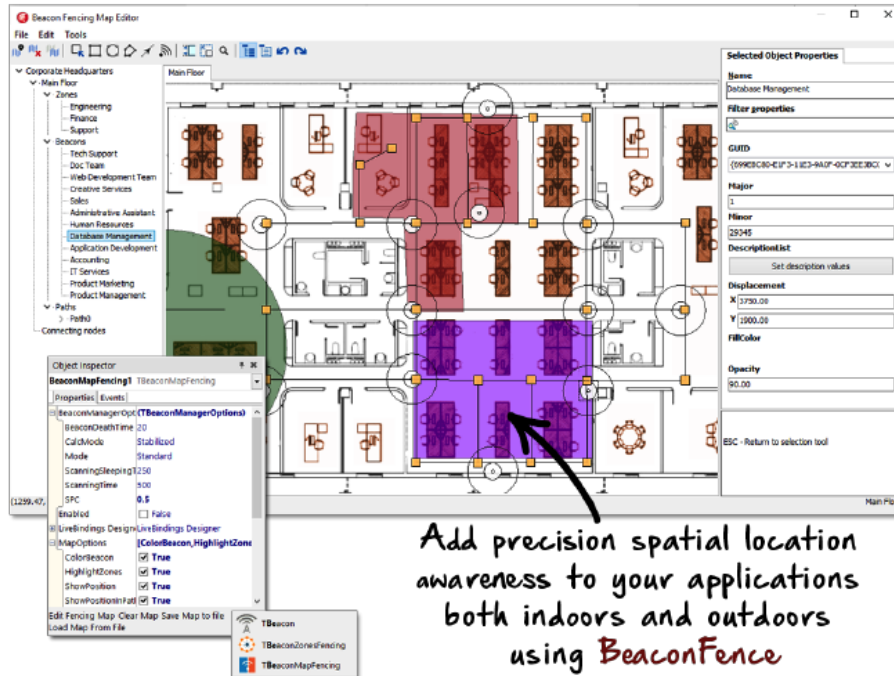 Beacon Fencing Map Editor
File Edit Tools
Corporate Headquarters
Main Floor
Zones
Engineering
Finance
Support
Beacons
Tech Support
Doc Team
Web Development Team
Creative Services
Sales
Administrative Assistant
Human Resources
Database Management
Application Development
Accounting
IT Services
Product Marketing
Product Management
Paths
Path0
Connecting nodes
Main Floor
Selected Object Properties
Name
Database Management
Filter properties
GUID
Major
1
Minor
29345
DescriptionList
Set description values
Displacement
X 3750.00
Y 1900.00
FillColor
Opacity
90.00
ESC - Return to selection tool
(1259.47,
Main Flo
Object Inspector
BeaconMapFencing1 TBeaconMapFencing
Properties Events
BeaconManagerOpt (TBeaconManagerOptions)
BeaconDeathTime 20
CalcMode Stabilized
Mode Standard
ScanningSleepingT 250
ScanningTime 500
SPC 0.5
Enabled False
LiveBindings Design LiveBindings Designer
MapOptions [ColorBeacon,HighlightZone
ColorBeacon True
HighlightZones True
ShowPosition True
ShowPositionInPat True
Edit Fencing Map Clear Map Save Map to file
Load Map From File
TBeacon
TBeaconZonesFencing
TBeaconMapFencing
Add precision spatial location
awareness to your applications
both indoors and outdoors
using BeaconFence